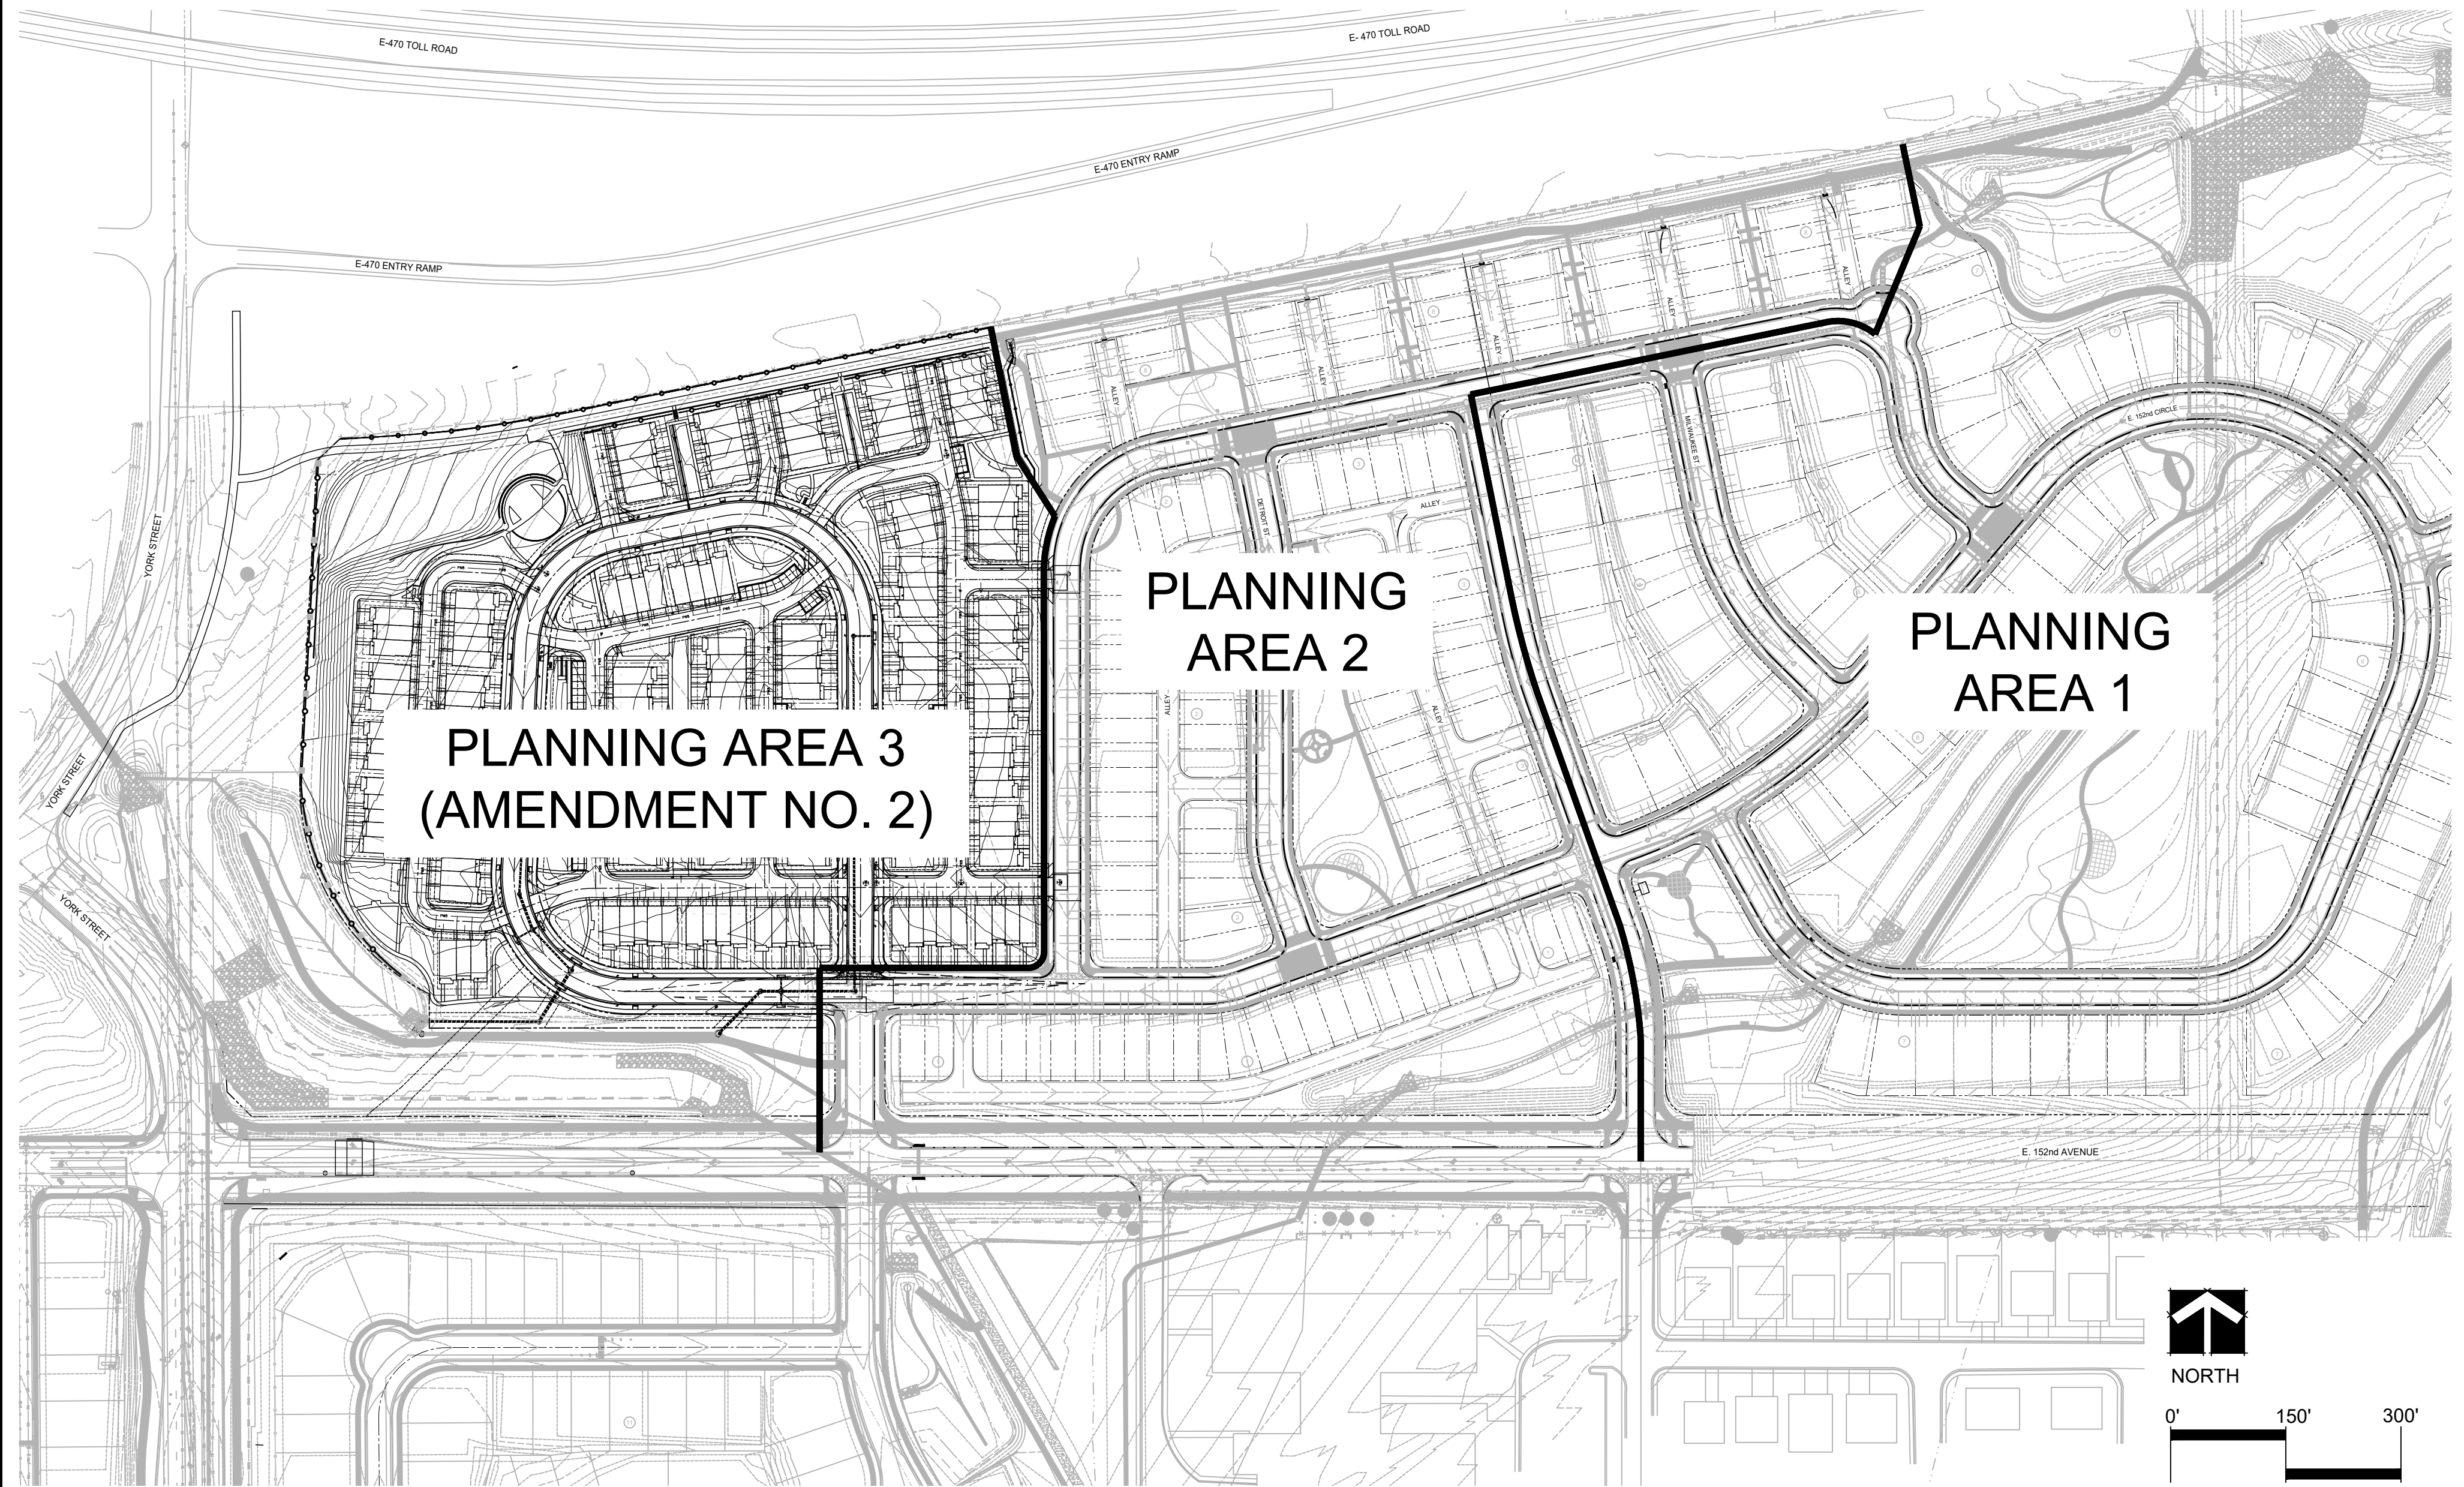 E-470 TOLL ROAD
E- 470 TOLL ROAD
E-470 ENTRY RAMP
E-470 ENTRY RAMP
ALLEY
ALLEY
ALLEY
ALLEY
ALLEY
E. 152nd CIRCLE
MILWAUKEE ST.
DETROIT ST.
ALLEY
YORK STREET
PLANNING
AREA 2
PLANNING
AREA 1
ALLEY
ALLEY
PLANNING AREA 3
(AMENDMENT NO. 2)
YORK STREET
YORK STREET
E. 152nd AVENUE
11
NORTH
0' 150' 300'